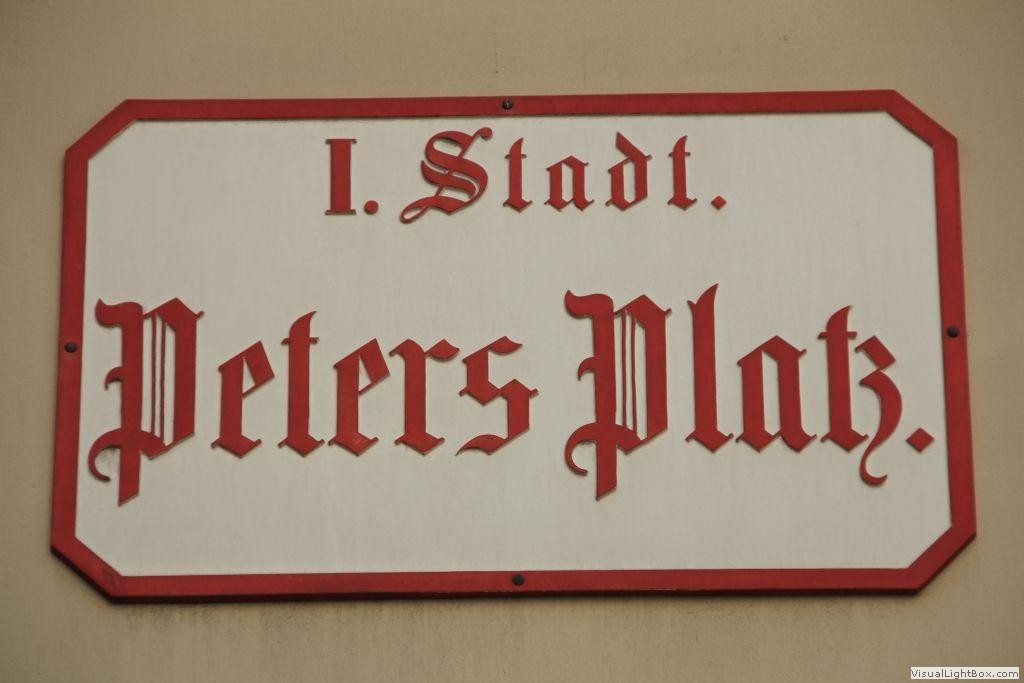 I. Stadt.
Peters Platz.
VisualLightBox.com